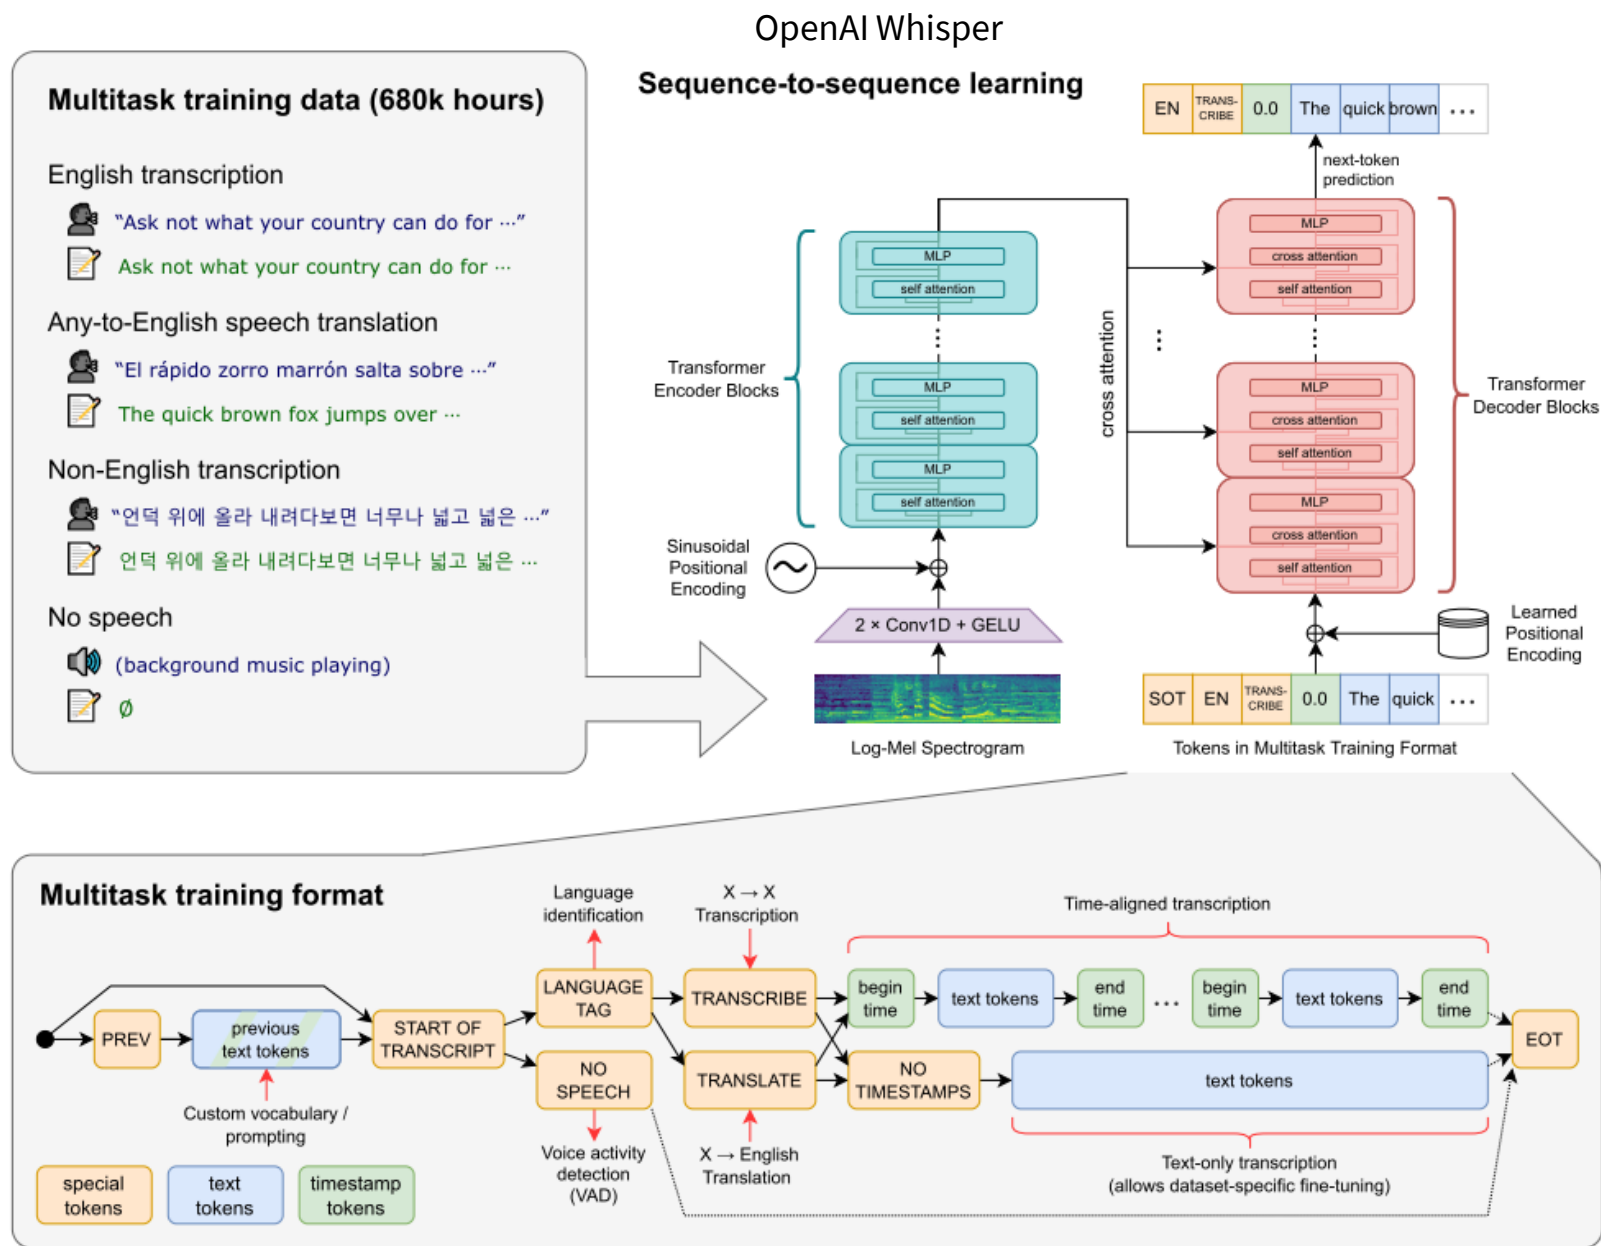 OpenAI Whisper
Multitask training data (680k hours)
English transcription
“Ask not what your country can do for ⋯”
Ask not what your country can do for ⋯
Any-to-English speech translation
“El rápido zorro marrón salta sobre ⋯”
The quick brown fox jumps over ⋯
Non-English transcription
“언덕 위에 올라 내려다보면 너무나 넓고 넓은 ⋯”
언덕 위에 올라 내려다보면 너무나 넓고 넓은 ⋯
No speech
(background music playing)
∅
Sequence-to-sequence learning
EN TRANS-
CRIBE 0.0 The quick brown ⋯
next-token
prediction
MLP
self attention
⋮
MLP
self attention
MLP
self attention
Transformer
Encoder Blocks
cross attention
⋮
MLP
cross attention
self attention
⋮
MLP
cross attention
self attention
MLP
cross attention
self attention
Transformer
Decoder Blocks
Sinusoidal
Positional
Encoding
2 × Conv1D + GELU
Log-Mel Spectrogram
Learned
Positional
Encoding
SOT EN TRANS-
CRIBE 0.0 The quick ⋯
Tokens in Multitask Training Format
Multitask training format
Language
identification
X → X
Transcription
Time-aligned transcription
PREV
previous
text tokens
START OF
TRANSCRIPT
LANGUAGE
TAG
TRANSCRIBE
begin
time
text tokens
end
time
⋯
begin
time
text tokens
end
time
EOT
NO
SPEECH
TRANSLATE
NO
TIMESTAMPS
text tokens
Custom vocabulary /
prompting
Voice activity
detection
(VAD)
X → English
Translation
Text-only transcription
(allows dataset-specific fine-tuning)
special
tokens
text
tokens
timestamp
tokens